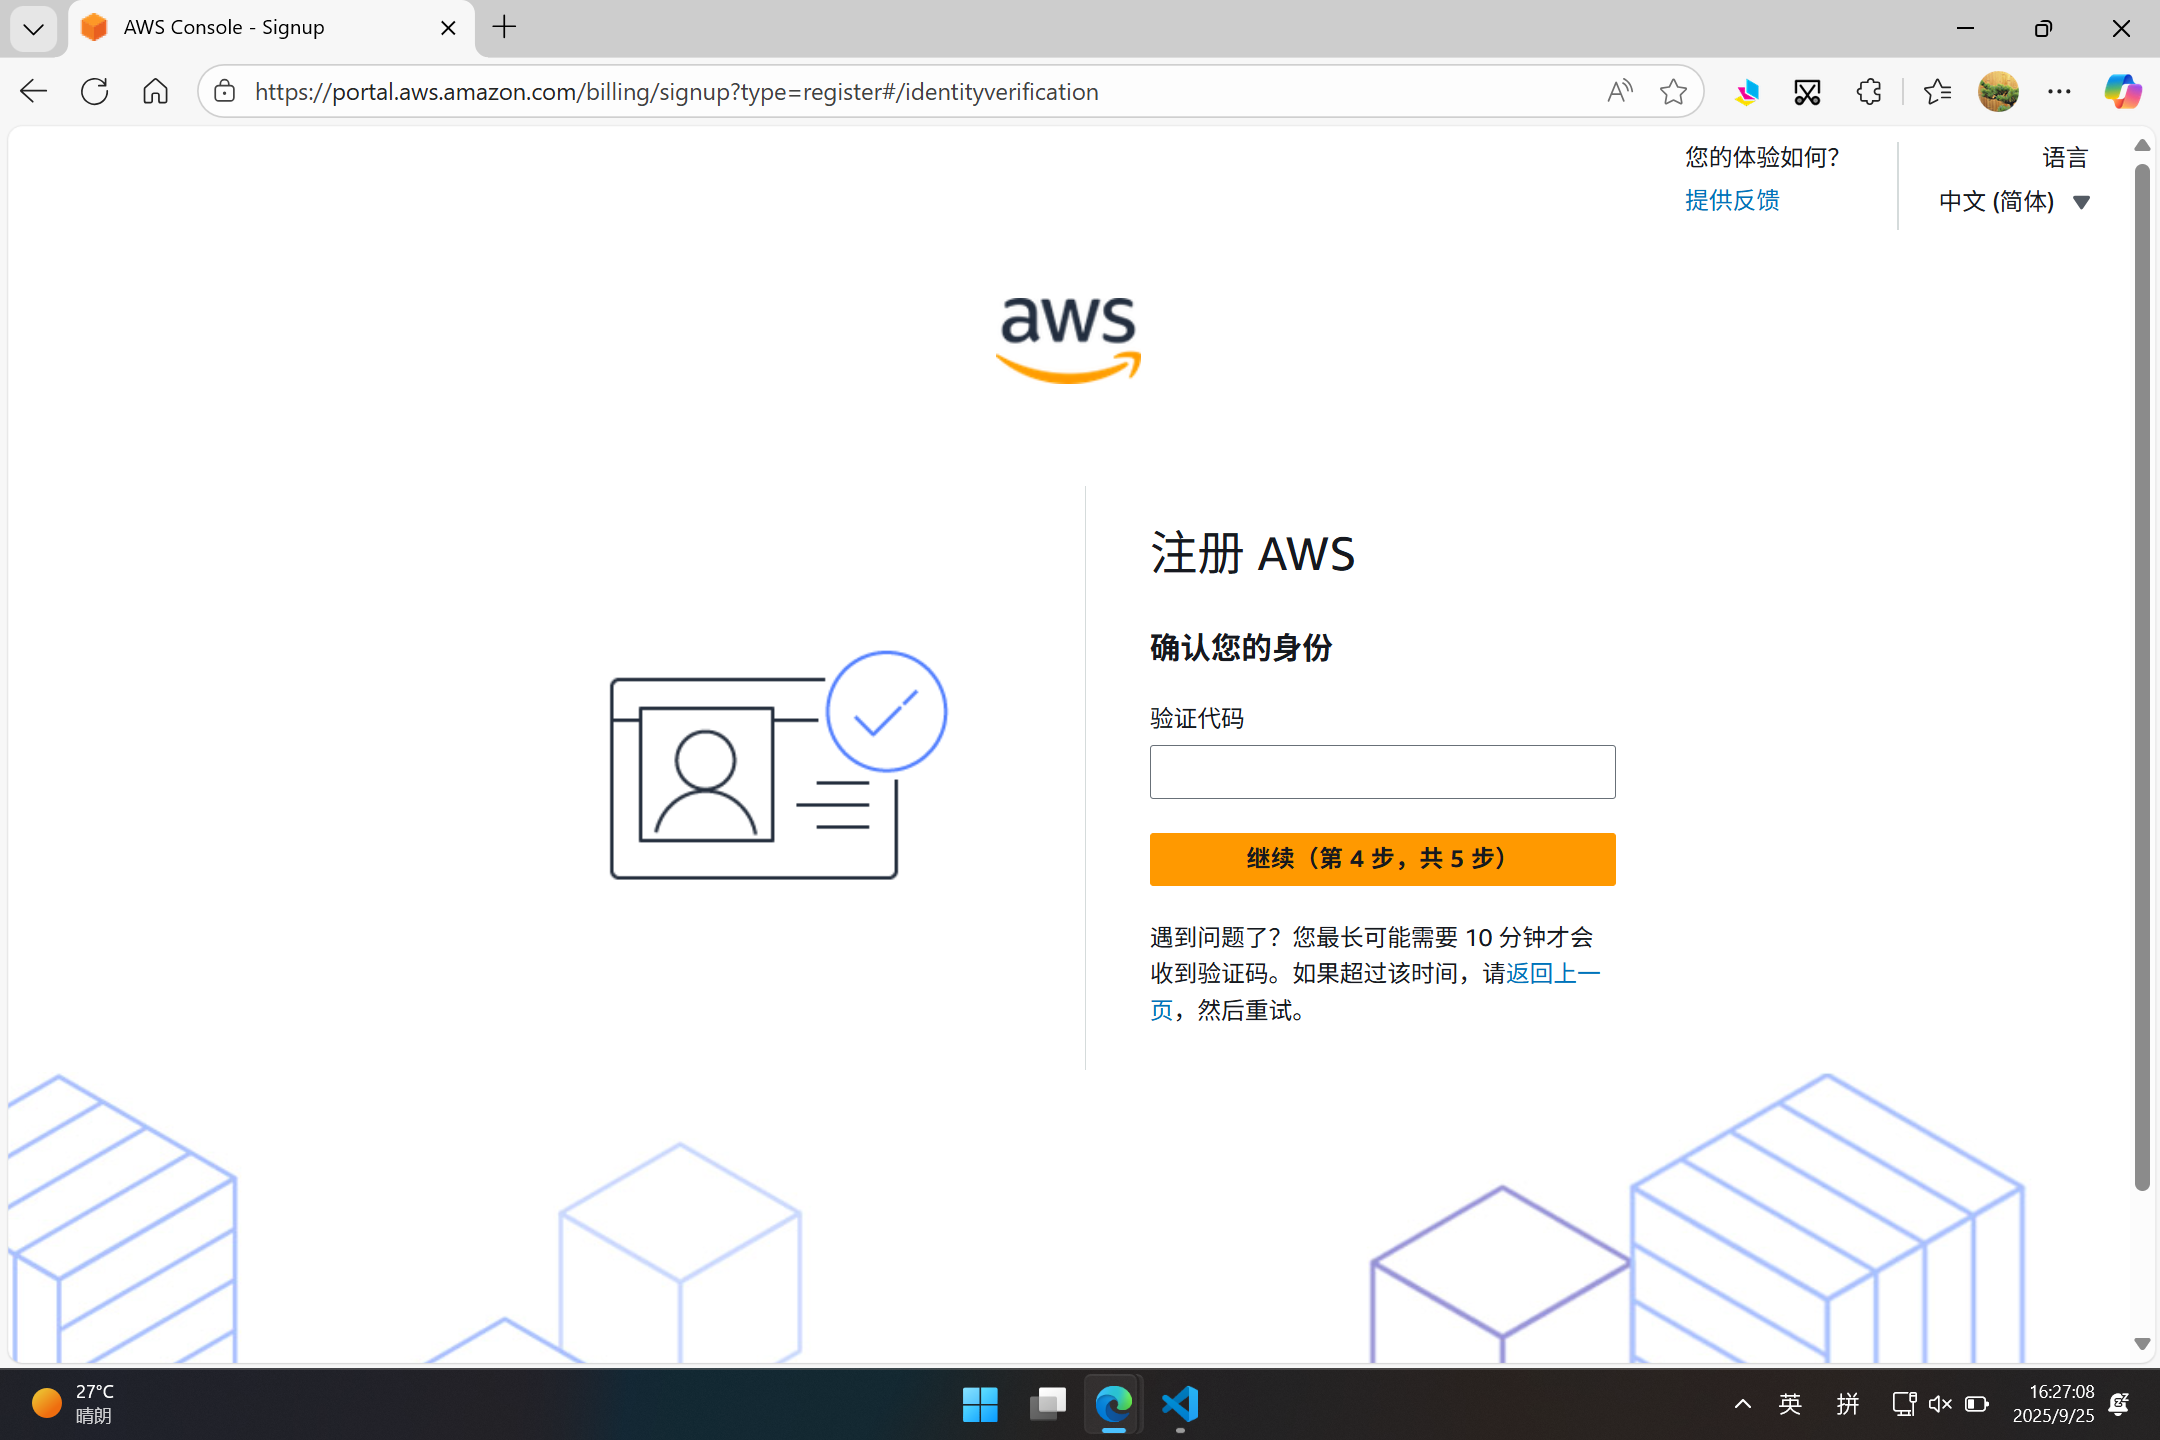 AWS Console - Signup
https://portal.aws.amazon.com/billing/signup?type=register#/identityverification
您的体验如何？
提供反馈
语言
中文 (简体)
aws
注册 AWS
确认您的身份
验证代码
继续（第 4 步，共 5 步）
遇到问题了？您最长可能需要 10 分钟才会
收到验证码。如果超过该时间，请返回上一
页，然后重试。
27°C
晴朗
英
拼
16:27:08
2025/9/25